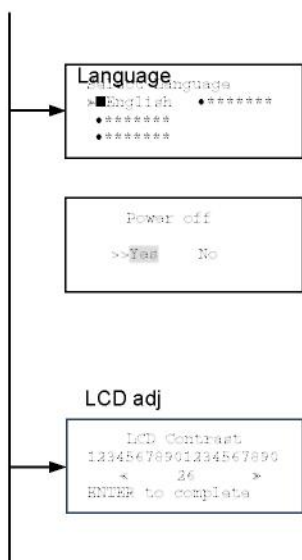 Language
Select Language
»■English •*******
•*******
•*******
Power off
>>Yes No
LCD adj
LCD Contrast
12345678901234567890
< 26 >
ENTER to complete